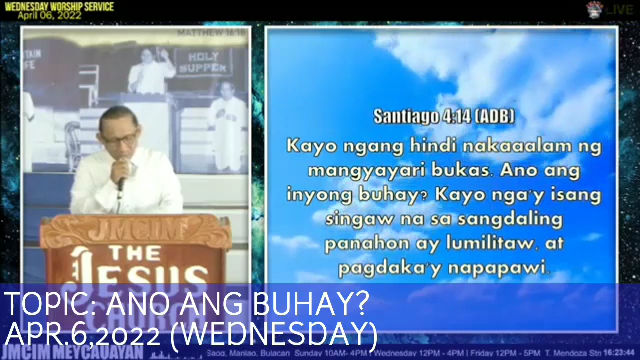 WEDNESDAY WORSHIP SERVICE
April 06, 2022
LIVE
MATTHEW 16:18
HOLY
SUPPER
Santiago 4:14 (ADB)
Kayo ngang hindi nakaaalam ng
mangyayari bukas. Ano ang
inyong buhay? Kayo nga'y isang
singaw na sa sangdaling
panahon ay lumilitaw, at
pagdaka'y napapawi.
JMCIM
THE
JESUS
TOPIC: ANO ANG BUHAY?
APR.6,2022 (WEDNESDAY)
JMCIM MEYCAUAYAN
Saog, Marilao, Bulacan Sunday 10AM- 4PM | Wednesday 12PM - 4PM | Friday 12PM - 5PM T. Mendoza Stn
16:23:44